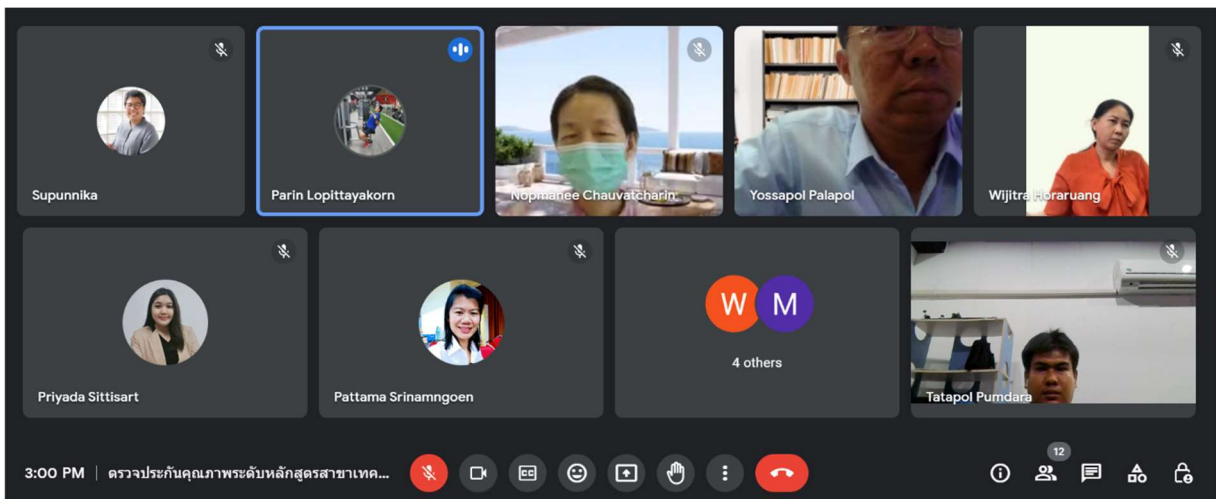 Supunnika
Parin Lopittayakorn
Nopmanee Chauvatcharin
Yossapol Palapol
Wijitra Horaruang
Priyada Sittisart
Pattama Srinamngoen
W M
4 others
Tatapol Pumdara
3:00 PM | ตรวจประกันคุณภาพระดับหลักสูตรสาขาเทค...
CC
12